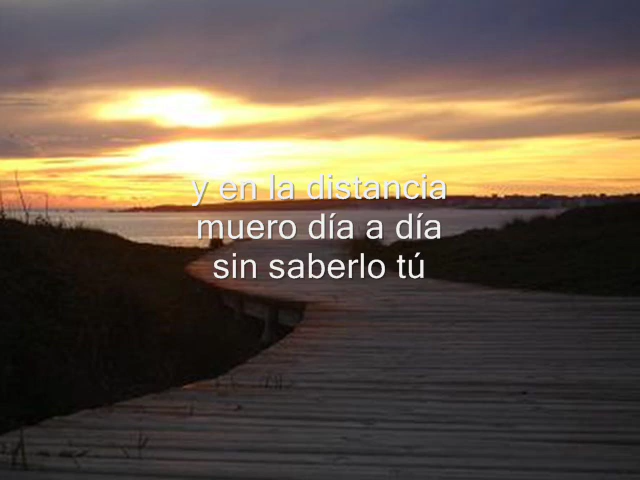 y en la distancia
muero día a día
sin saberlo tú